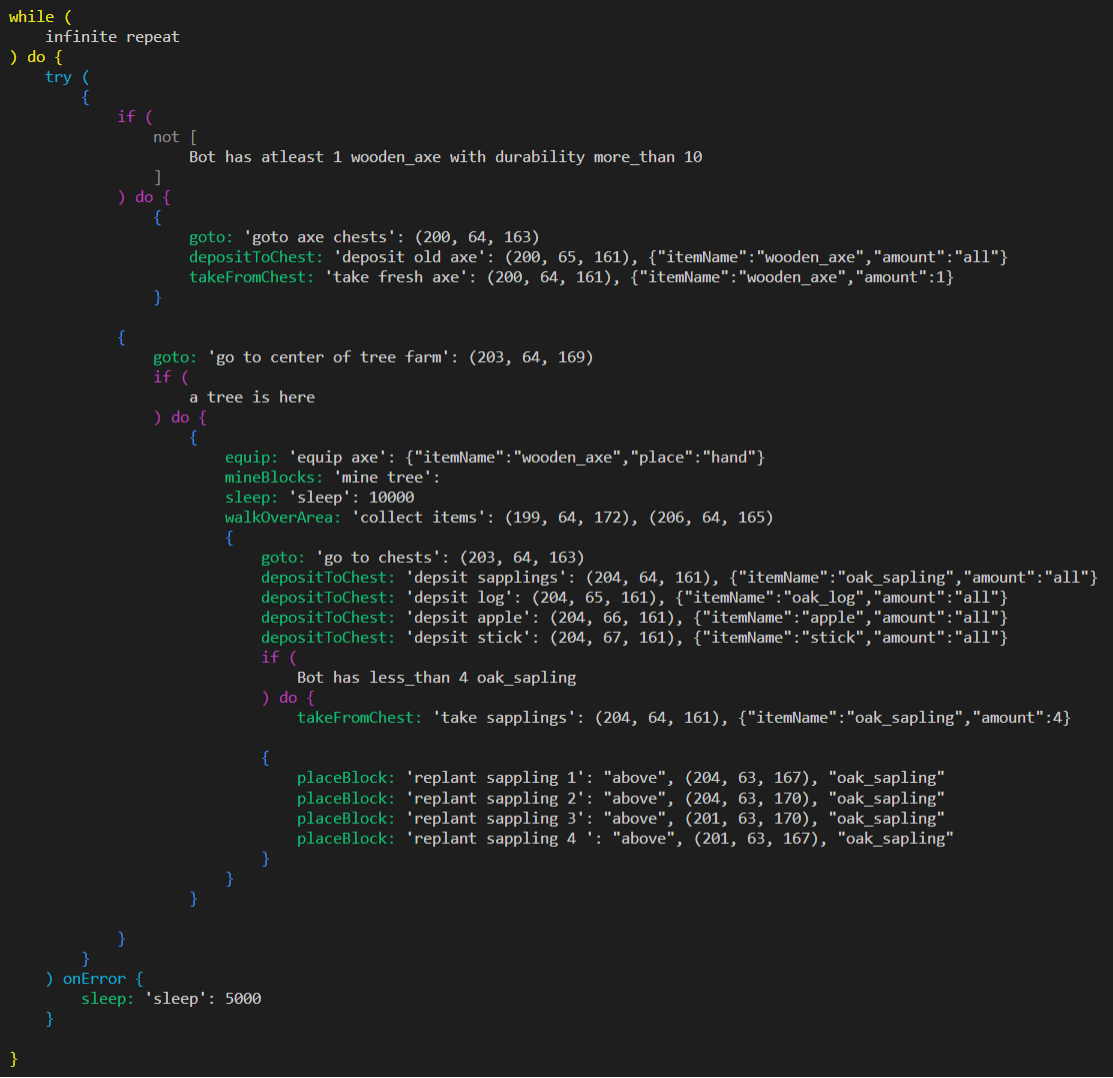 while (
    infinite repeat
) do {
    try (
        {
            if (
                not [
                    Bot has atleast 1 wooden_axe with durability more_than 10
                ]
            ) do {
                {
                    goto: 'goto axe chests': (200, 64, 163)
                    depositToChest: 'deposit old axe': (200, 65, 161), {"itemName":"wooden_axe","amount":"all"}
                    takeFromChest: 'take fresh axe': (200, 64, 161), {"itemName":"wooden_axe","amount":1}
                }

            {
                goto: 'go to center of tree farm': (203, 64, 169)
                if (
                    a tree is here
                ) do {
                    {
                        equip: 'equip axe': {"itemName":"wooden_axe","place":"hand"}
                        mineBlocks: 'mine tree':
                        sleep: 'sleep': 10000
                        walkOverArea: 'collect items': (199, 64, 172), (206, 64, 165)
                        {
                            goto: 'go to chests': (203, 64, 163)
                            depositToChest: 'depsit sapplings': (204, 64, 161), {"itemName":"oak_sapling","amount":"all"}
                            depositToChest: 'depsit log': (204, 65, 161), {"itemName":"oak_log","amount":"all"}
                            depositToChest: 'depsit apple': (204, 66, 161), {"itemName":"apple","amount":"all"}
                            depositToChest: 'depsit stick': (204, 67, 161), {"itemName":"stick","amount":"all"}
                            if (
                                Bot has less_than 4 oak_sapling
                            ) do {
                                takeFromChest: 'take sapplings': (204, 64, 161), {"itemName":"oak_sapling","amount":4}

                            {
                                placeBlock: 'replant sappling 1': "above", (204, 63, 167), "oak_sapling"
                                placeBlock: 'replant sappling 2': "above", (204, 63, 170), "oak_sapling"
                                placeBlock: 'replant sappling 3': "above", (201, 63, 170), "oak_sapling"
                                placeBlock: 'replant sappling 4 ': "above", (201, 63, 167), "oak_sapling"
                            }
                        }
                    }

            }
        }
    ) onError {
        sleep: 'sleep': 5000
    }

}